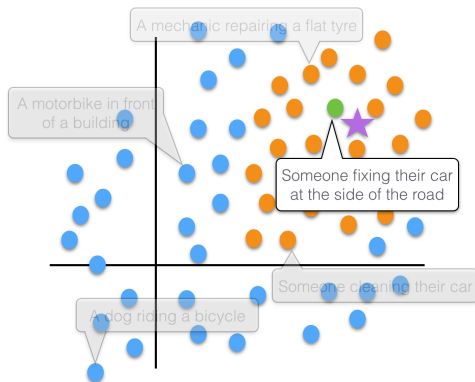 A mechanic repairing a flat tyre
A motorbike in front
of a building
Someone fixing their car
at the side of the road
Someone cleaning their car
A dog riding a bicycle